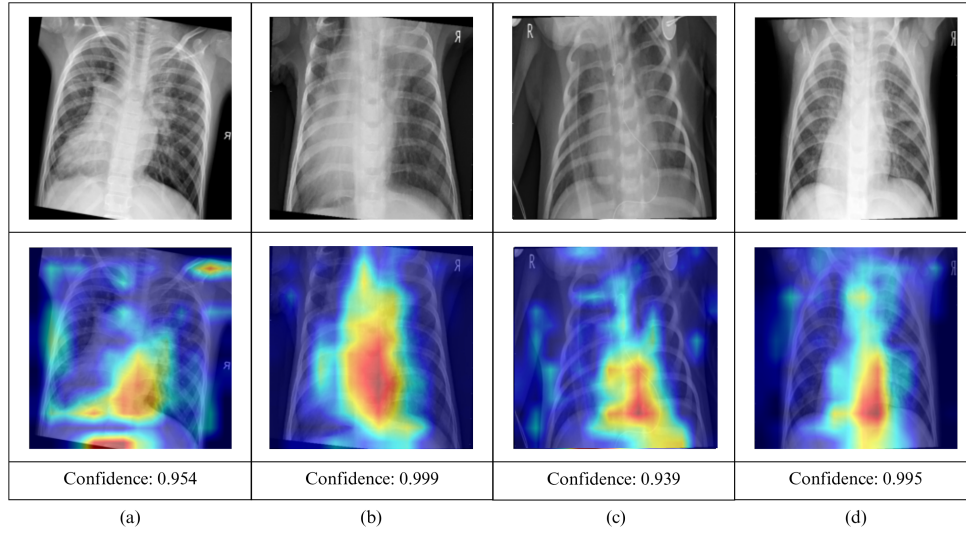 R
R
R
R
R
R
R
R
Confidence: 0.954
Confidence: 0.999
Confidence: 0.939
Confidence: 0.995
(a)
(b)
(c)
(d)